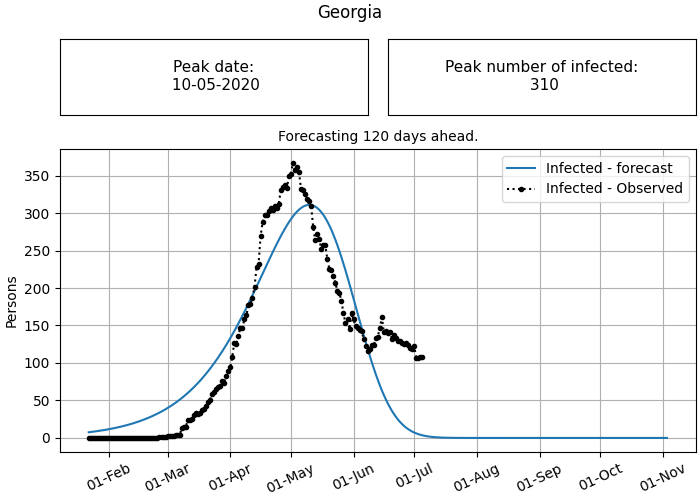 Georgia
Peak date:
10-05-2020
Peak number of infected:
310
Forecasting 120 days ahead.
Infected - forecast
Infected - Observed
Persons
350
300
250
200
150
100
50
0
01-Feb
01-Mar
01-Apr
01-May
01-Jun
01-Jul
01-Aug
01-Sep
01-Oct
01-Nov